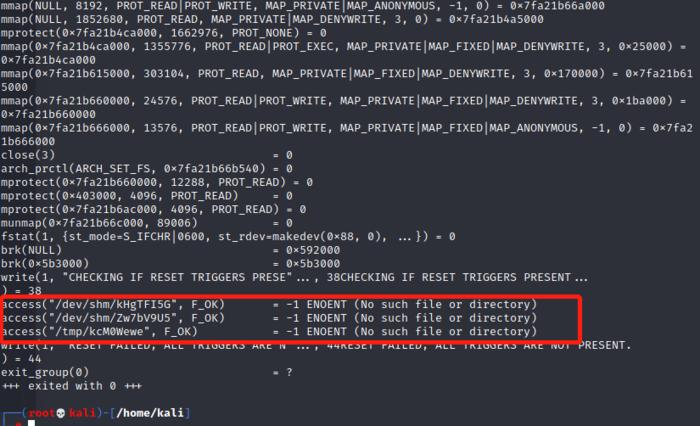 mmap(NULL, 8192, PROT_READ|PROT_WRITE, MAP_PRIVATE|MAP_ANONYMOUS, -1, 0) = 0×7fa21b66a000
mmap(NULL, 1852680, PROT_READ, MAP_PRIVATE|MAP_DENYWRITE, 3, 0) = 0×7fa21b4a5000
mprotect(0×7fa21b4ca000, 1662976, PROT_NONE) = 0
mmap(0×7fa21b4ca000, 1355776, PROT_READ|PROT_EXEC, MAP_PRIVATE|MAP_FIXED|MAP_DENYWRITE, 3, 0×25000) =
0×7fa21b4ca000
mmap(0×7fa21b615000, 303104, PROT_READ, MAP_PRIVATE|MAP_FIXED|MAP_DENYWRITE, 3, 0×170000) = 0×7fa21b61
5000
mmap(0×7fa21b660000, 24576, PROT_READ|PROT_WRITE, MAP_PRIVATE|MAP_FIXED|MAP_DENYWRITE, 3, 0×1ba000) =
0×7fa21b660000
mmap(0×7fa21b666000, 13576, PROT_READ|PROT_WRITE, MAP_PRIVATE|MAP_FIXED|MAP_ANONYMOUS, -1, 0) = 0×7fa2
1b666000
close(3) = 0
arch_prctl(ARCH_SET_FS, 0×7fa21b66b540) = 0
mprotect(0×7fa21b660000, 12288, PROT_READ) = 0
mprotect(0×403000, 4096, PROT_READ) = 0
mprotect(0×7fa21b6ac000, 4096, PROT_READ) = 0
munmap(0×7fa21b66c000, 89006) = 0
fstat(1, {st_mode=S_IFCHR|0600, st_rdev=makedev(0×88, 0), ...}) = 0
brk(NULL) = 0×592000
brk(0×5b3000) = 0×5b3000
write(1, "CHECKING IF RESET TRIGGERS PRESE"..., 38CHECKING IF RESET TRIGGERS PRESENT...
) = 38
access("/dev/shm/kHgTFI5G", F_OK) = -1 ENOENT (No such file or directory)
access("/dev/shm/Zw7bV9U5", F_OK) = -1 ENOENT (No such file or directory)
access("/tmp/kcM0Wewe", F_OK) = -1 ENOENT (No such file or directory)
write(1, "RESET FAILED, ALL TRIGGERS ARE N"..., 44RESET FAILED, ALL TRIGGERS ARE NOT PRESENT.
) = 44
exit_group(0) = ?
+++ exited with 0 +++
(root💀kali)-[/home/kali]
#